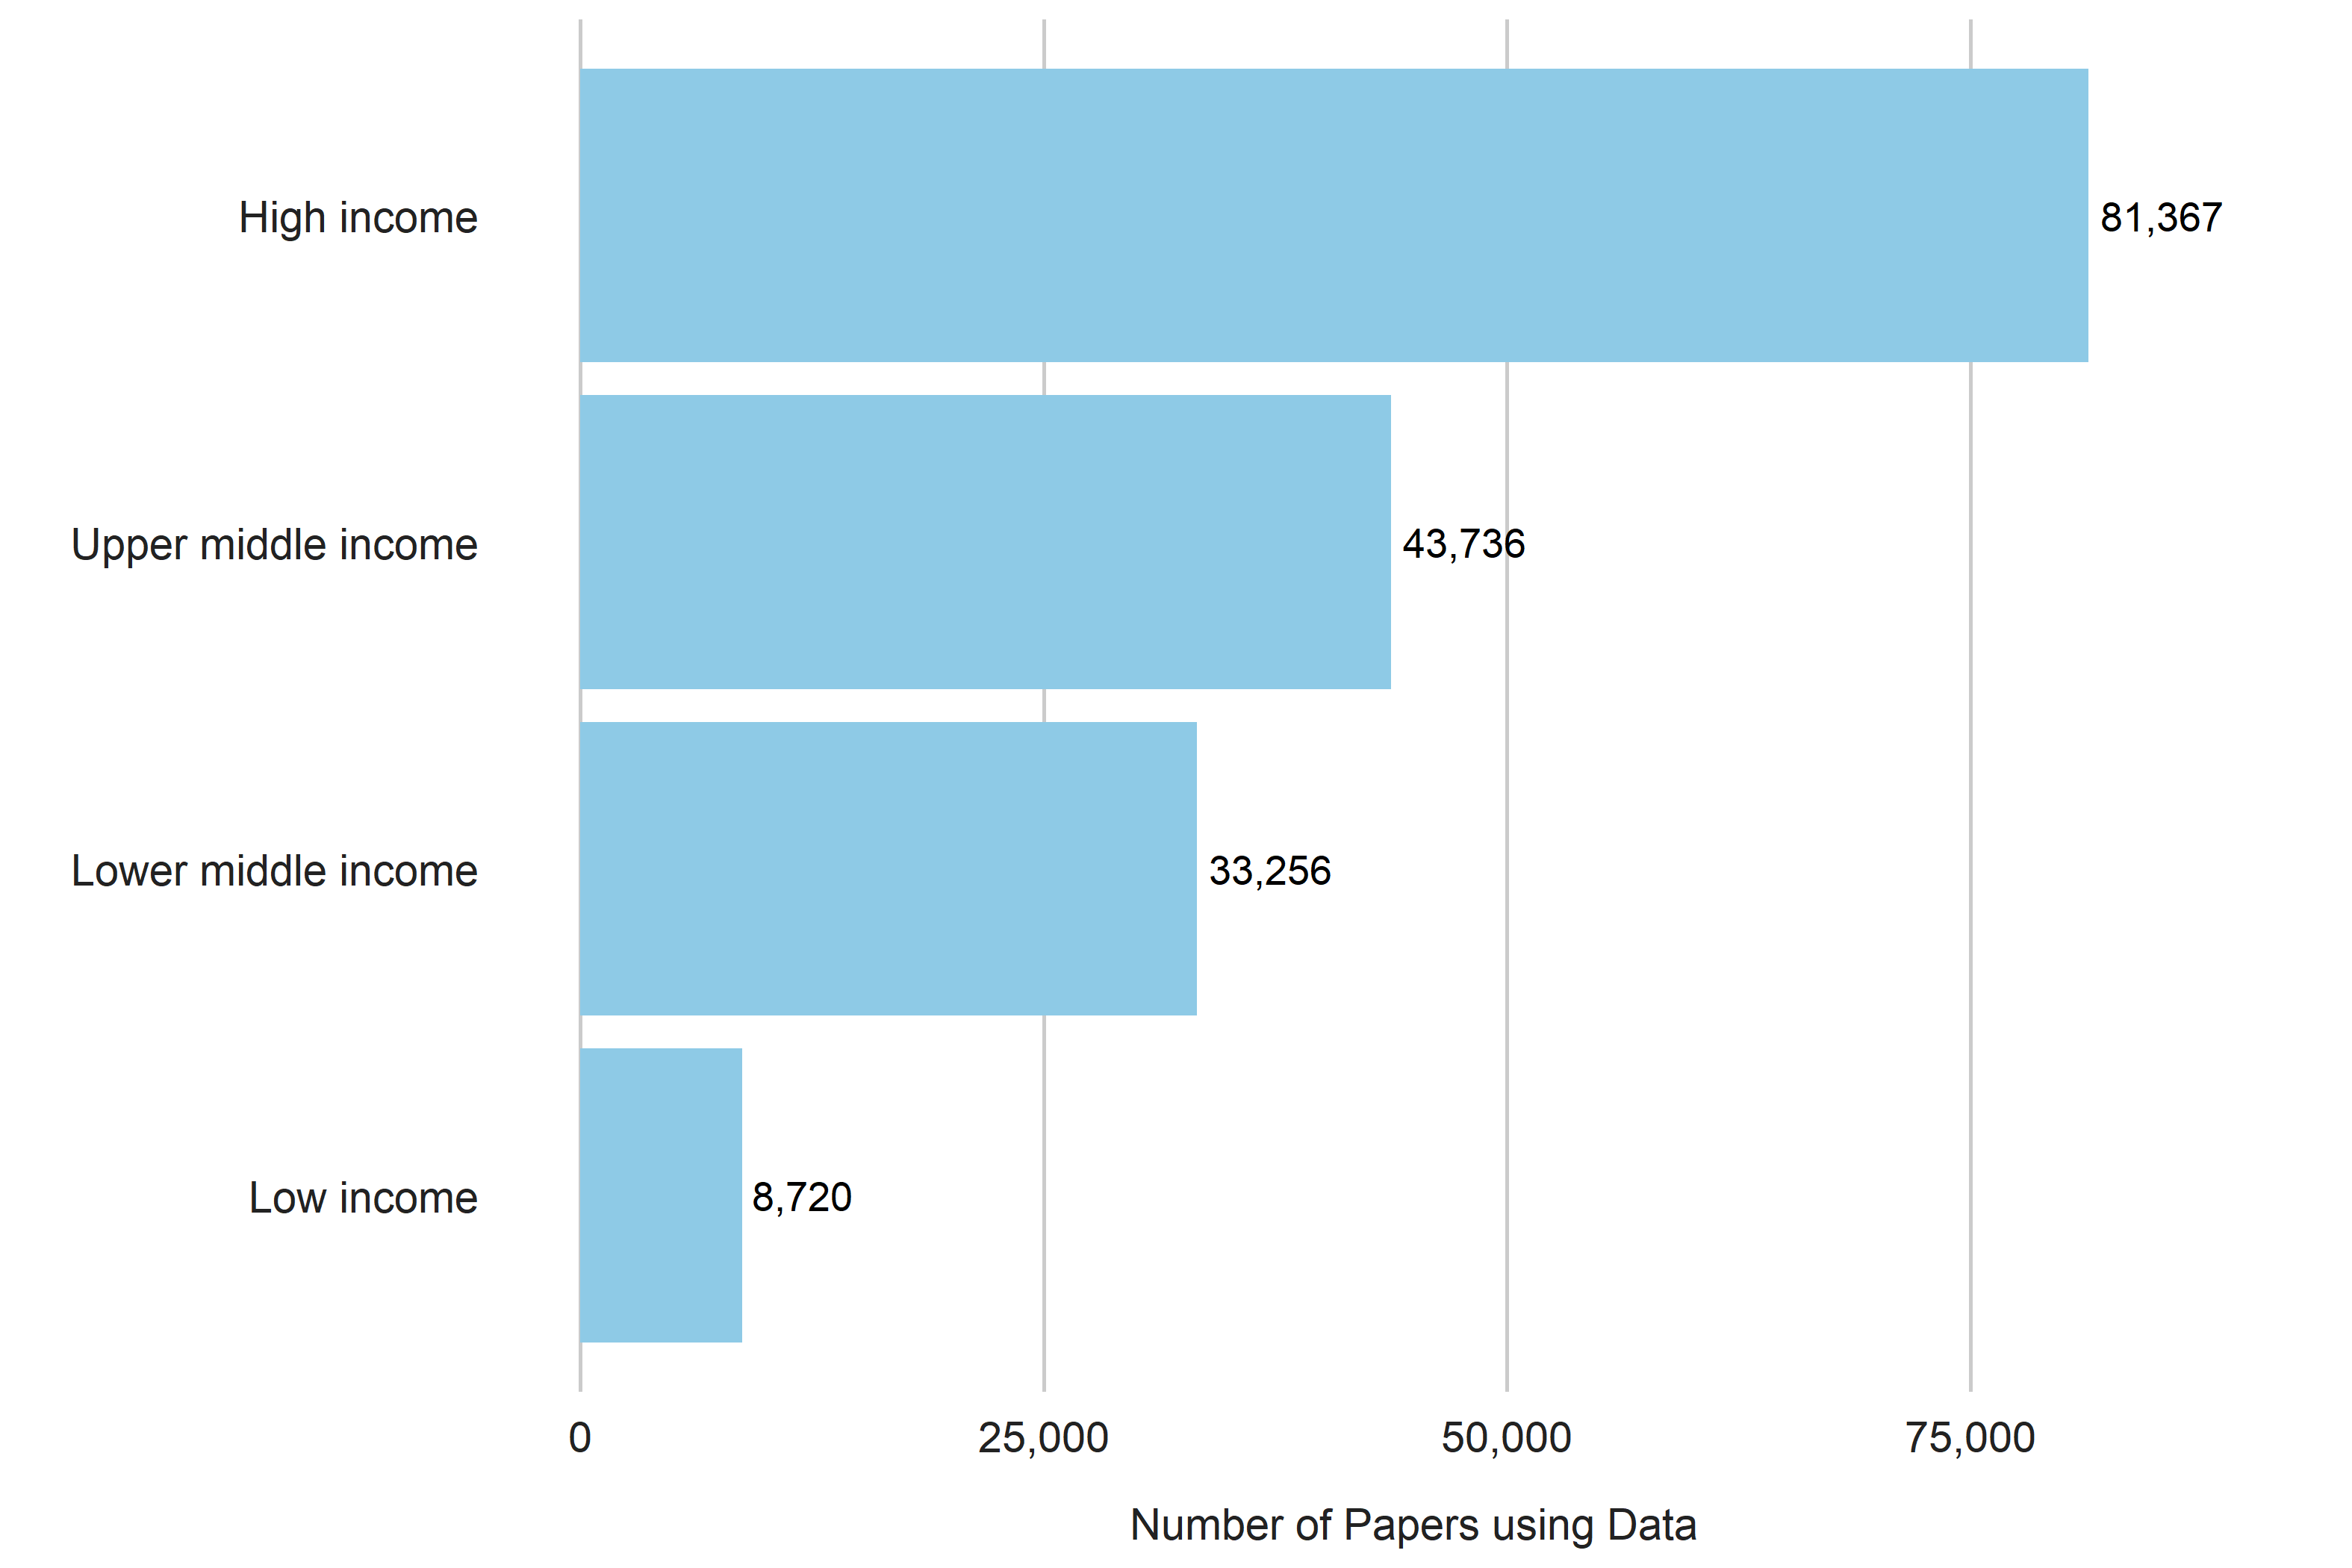 High income
81,367
Upper middle income
43,736
Lower middle income
33,256
Low income
8,720
0
25,000
50,000
75,000
Number of Papers using Data